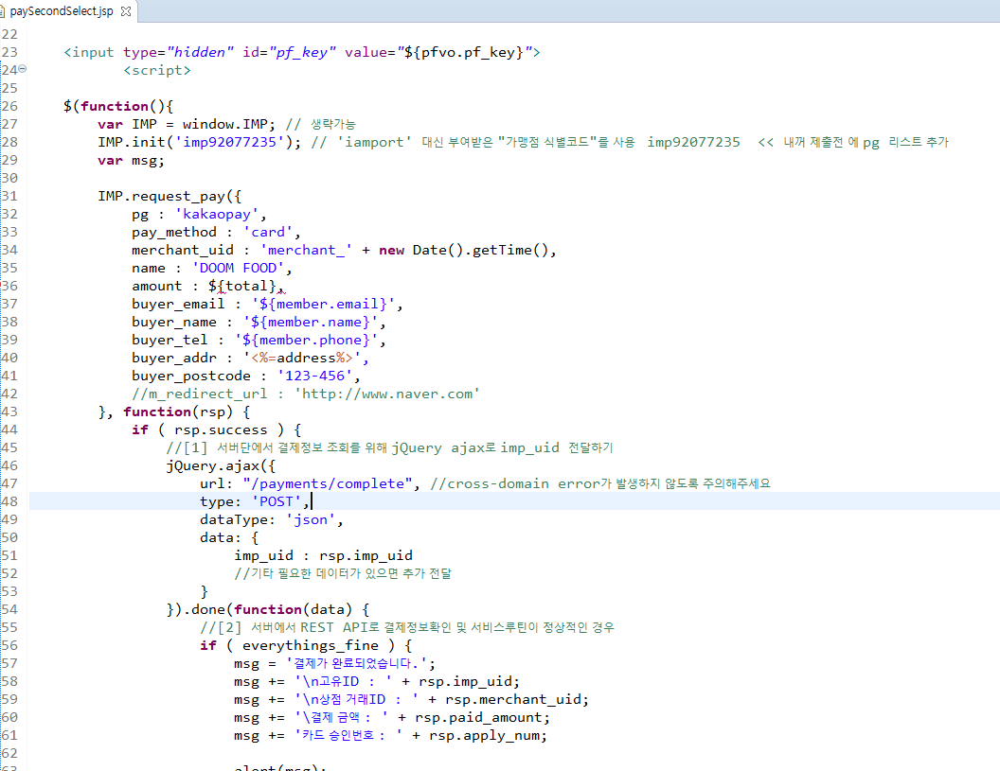 paySecondSelect.jsp
22
23 <input type="hidden" id="pf_key" value="${pfvo.pf_key}">
24 <script>
25
26 $(function(){
27 var IMP = window.IMP; // 생략가능
28 IMP.init('imp92077235'); // 'iamport' 대신 부여받은 "가맹점 식별코드"를 사용 imp92077235 << 내꺼 제출전 에 pg 리스트 추가
29 var msg;
30
31 IMP.request_pay({
32 pg : 'kakaopay',
33 pay_method : 'card',
34 merchant_uid : 'merchant_' + new Date().getTime(),
35 name : 'DOOM FOOD',
36 amount : ${total},
37 buyer_email : '${member.email}',
38 buyer_name : '${member.name}',
39 buyer_tel : '${member.phone}',
40 buyer_addr : '<%=address%>',
41 buyer_postcode : '123-456',
42 //m_redirect_url : 'http://www.naver.com'
43 }, function(rsp) {
44 if ( rsp.success ) {
45 //[1] 서버단에서 결제정보 조회를 위해 jQuery ajax로 imp_uid 전달하기
46 jQuery.ajax({
47 url: "/payments/complete", //cross-domain error가 발생하지 않도록 주의해주세요
48 type: 'POST',
49 dataType: 'json',
50 data: {
51 imp_uid : rsp.imp_uid
52 //기타 필요한 데이터가 있으면 추가 전달
53 }
54 }).done(function(data) {
55 //[2] 서버에서 REST API로 결제정보확인 및 서비스루틴이 정상적인 경우
56 if ( everythings_fine ) {
57 msg = '결제가 완료되었습니다.';
58 msg += '\n고유ID : ' + rsp.imp_uid;
59 msg += '\n상점 거래ID : ' + rsp.merchant_uid;
60 msg += '\결제 금액 : ' + rsp.paid_amount;
61 msg += '카드 승인번호 : ' + rsp.apply_num;
62
63 alert(msg);